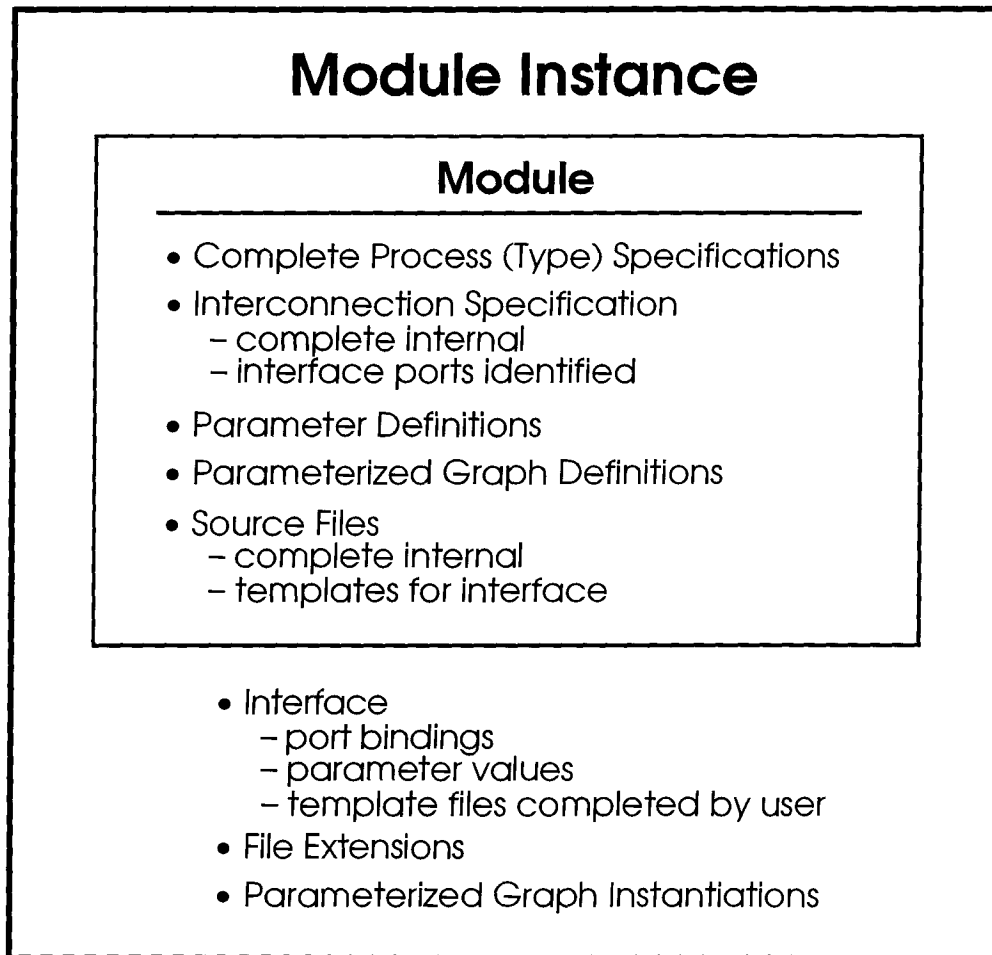 Module Instance
Module
• Complete Process (Type) Specifications
• Interconnection Specification
– complete internal
– interface ports identified
• Parameter Definitions
• Parameterized Graph Definitions
• Source Files
– complete internal
– templates for interface
• Interface
– port bindings
– parameter values
– template files completed by user
• File Extensions
• Parameterized Graph Instantiations